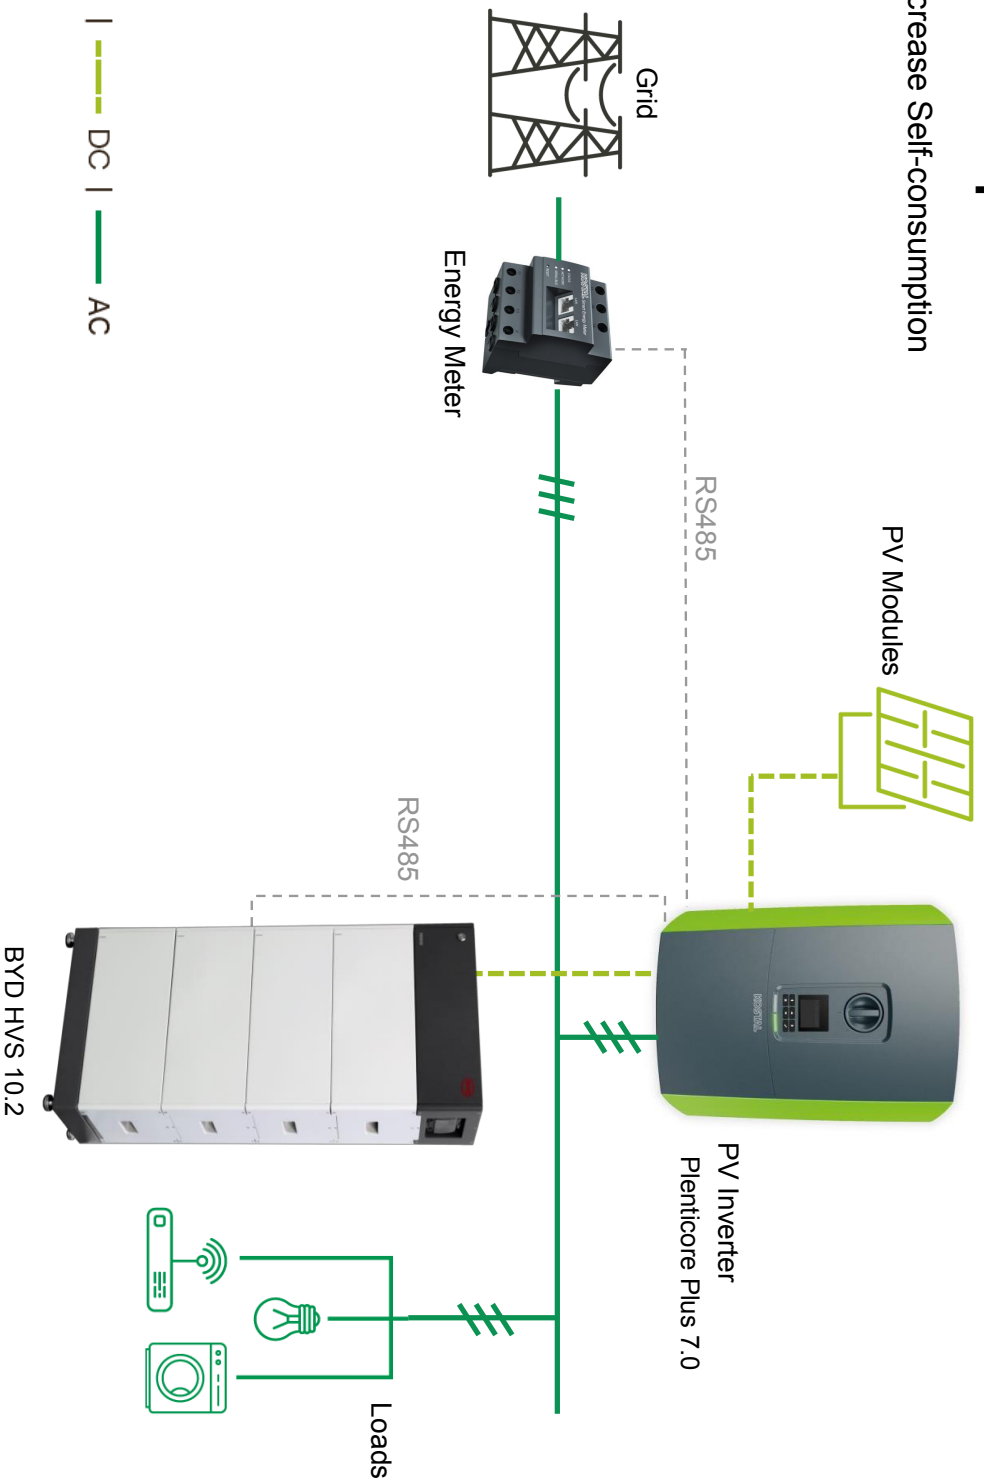 crease Self-consumption
Grid
Energy Meter
RS485
PV Modules
RS485
KOSTAL
PV Inverter
Plenticore Plus 7.0
BYD HVS 10.2
Loads
| DC | AC